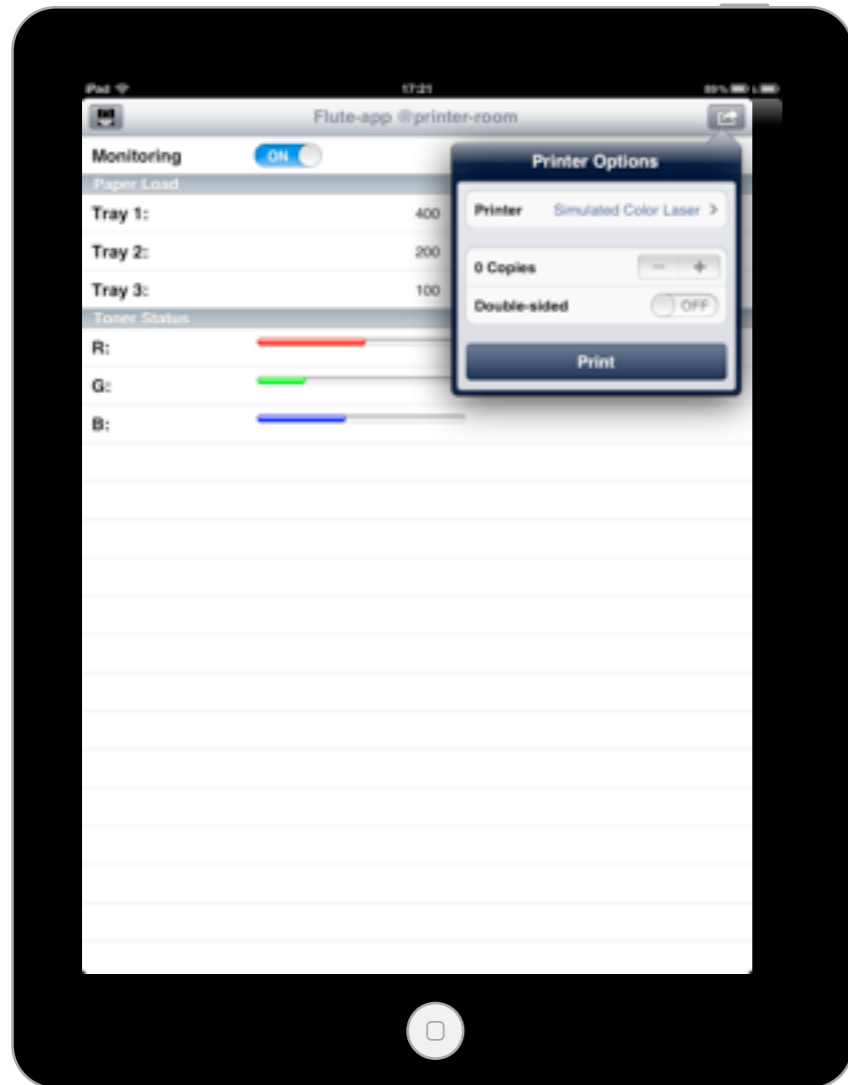 iPad 17:21
Flute-app @printer-room
Monitoring ON
Printer Options
Paper Load
Tray 1: 400
Printer Simulated Color Laser >
Tray 2: 200
0 Copies - +
Tray 3: 100
Double-sided OFF
Toner Status
R:
Print
G:
B: